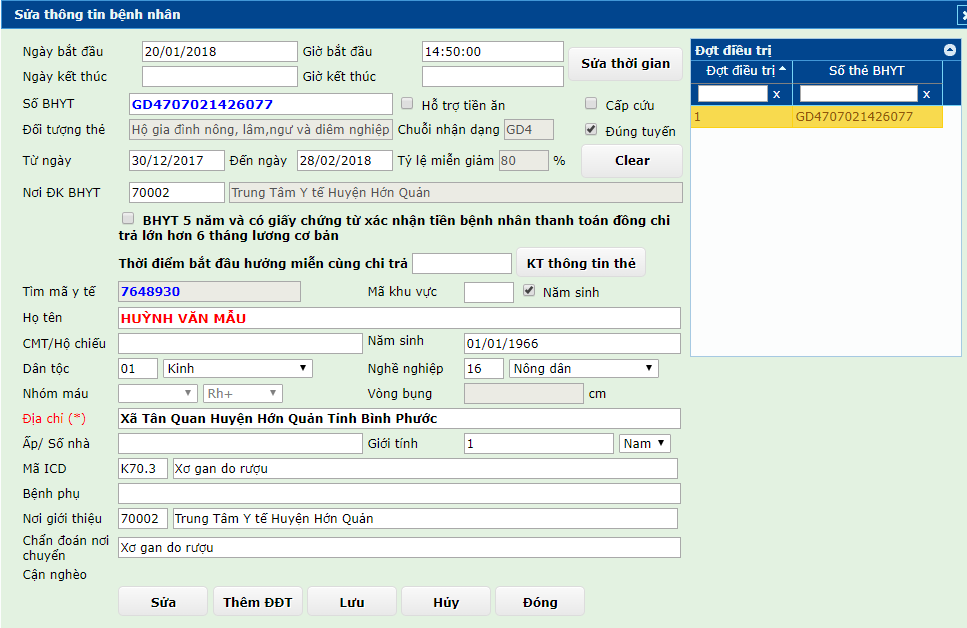 Sửa thông tin bệnh nhân
x
Ngày bắt đầu 20/01/2018 Giờ bắt đầu 14:50:00
Ngày kết thúc Giờ kết thúc
Sửa thời gian
Số BHYT GD4707021426077 Hỗ trợ tiền ăn Cấp cứu
Đối tượng thẻ Hộ gia đình nông, lâm,ngư và diêm nghiệp Chuỗi nhận dạng GD4 Đúng tuyến
Từ ngày 30/12/2017 Đến ngày 28/02/2018 Tỷ lệ miễn giảm 80 % Clear
Nơi ĐK BHYT 70002 Trung Tâm Y tế Huyện Hớn Quản
BHYT 5 năm và có giấy chứng từ xác nhận tiền bệnh nhân thanh toán đồng chi
trả lớn hơn 6 tháng lương cơ bản
Thời điểm bắt đầu hưởng miễn cùng chi trả KT thông tin thẻ
Tìm mã y tế 7648930 Mã khu vực Năm sinh
Họ tên HUỲNH VĂN MẪU
CMT/Hộ chiếu Năm sinh 01/01/1966
Dân tộc 01 Kinh Nghề nghiệp 16 Nông dân
Nhóm máu Rh+ Vòng bụng cm
Địa chỉ (*) Xã Tân Quan Huyện Hớn Quản Tỉnh Bình Phước
Ấp/ Số nhà Giới tính 1 Nam
Mã ICD K70.3 Xơ gan do rượu
Bệnh phụ
Nơi giới thiệu 70002 Trung Tâm Y tế Huyện Hớn Quản
Chẩn đoán nơi
chuyển
Xơ gan do rượu
Cận nghèo
Sửa Thêm ĐĐT Lưu Hủy Đóng
Đợt điều trị
Đợt điều trị Số thẻ BHYT
x x
1 GD4707021426077